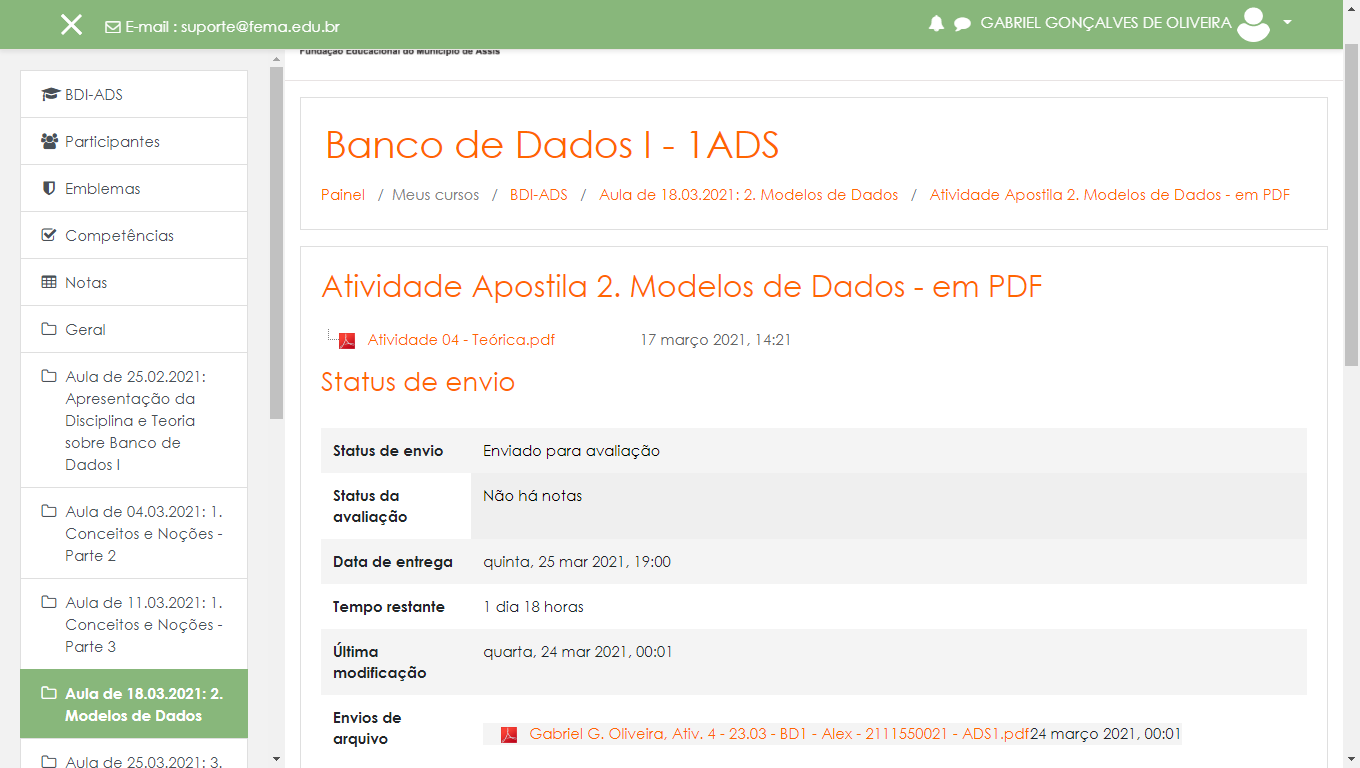 E-mail : suporte@fema.edu.br
GABRIEL GONÇALVES DE OLIVEIRA
Fundação Educacional do Município de Assis
BDI-ADS
Participantes
Emblemas
Competências
Notas
Geral
Aula de 25.02.2021:
Apresentação da
Disciplina e Teoria
sobre Banco de
Dados I
Aula de 04.03.2021: 1.
Conceitos e Noções -
Parte 2
Aula de 11.03.2021: 1.
Conceitos e Noções -
Parte 3
Aula de 18.03.2021: 2.
Modelos de Dados
Aula de 25.03.2021: 3.
Banco de Dados I - 1ADS
Painel / Meus cursos / BDI-ADS / Aula de 18.03.2021: 2. Modelos de Dados / Atividade Apostila 2. Modelos de Dados - em PDF
Atividade Apostila 2. Modelos de Dados - em PDF
Atividade 04 - Teórica.pdf 17 março 2021, 14:21
Status de envio
Status de envio Enviado para avaliação
Status da
avaliação
Não há notas
Data de entrega quinta, 25 mar 2021, 19:00
Tempo restante 1 dia 18 horas
Última
modificação
quarta, 24 mar 2021, 00:01
Envios de
arquivo
Gabriel G. Oliveira, Ativ. 4 - 23.03 - BD1 - Alex - 2111550021 - ADS1.pdf24 março 2021, 00:01